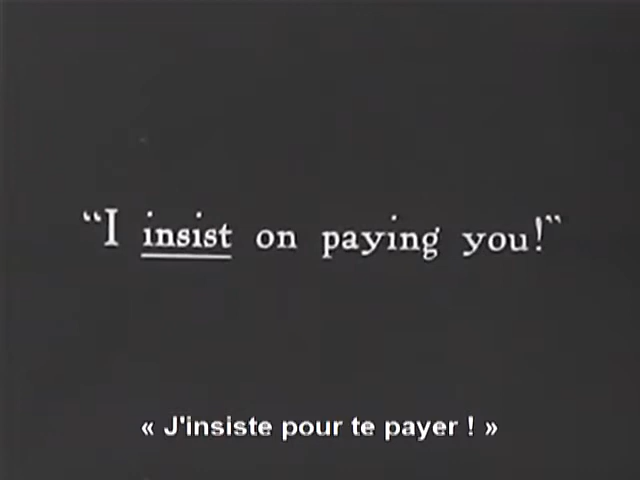 “I insist on paying you!”
« J'insiste pour te payer ! »